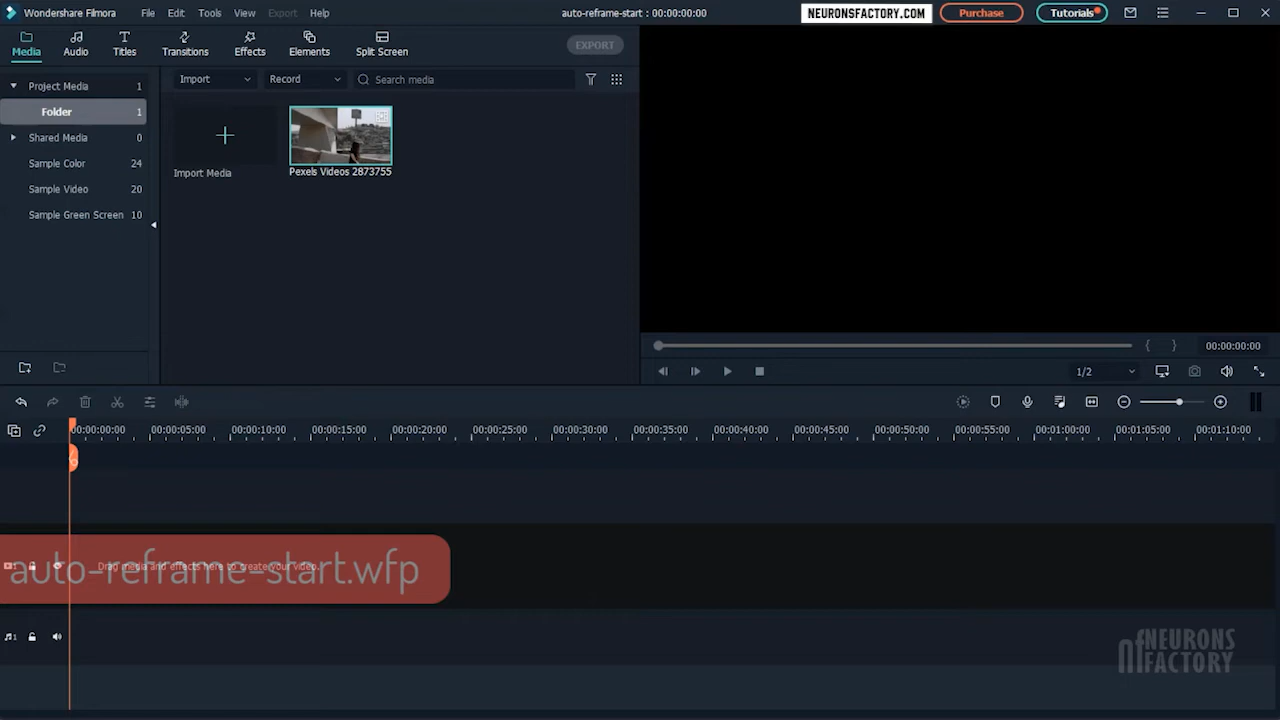 Wondershare Filmora File Edit Tools View Export Help auto-reframe-start : 00:00:00:00 NEURONSFACTORY.COM Purchase Tutorials
Media Audio Titles Transitions Effects Elements Split Screen EXPORT
Project Media 1
Folder 1
Shared Media 0
Sample Color 24
Sample Video 20
Sample Green Screen 10
Import Record Search media
Import Media Pexels Videos 2873755
00:00:00:00
1/2
00:00:00:00 00:00:05:00 00:00:10:00 00:00:15:00 00:00:20:00 00:00:25:00 00:00:30:00 00:00:35:00 00:00:40:00 00:00:45:00 00:00:50:00 00:00:55:00 00:01:00:00 00:01:05:00 00:01:10:00
Drag media and effects here to create your video.
auto-reframe-start.wfp
1
1
nf NEURONS
FACTORY